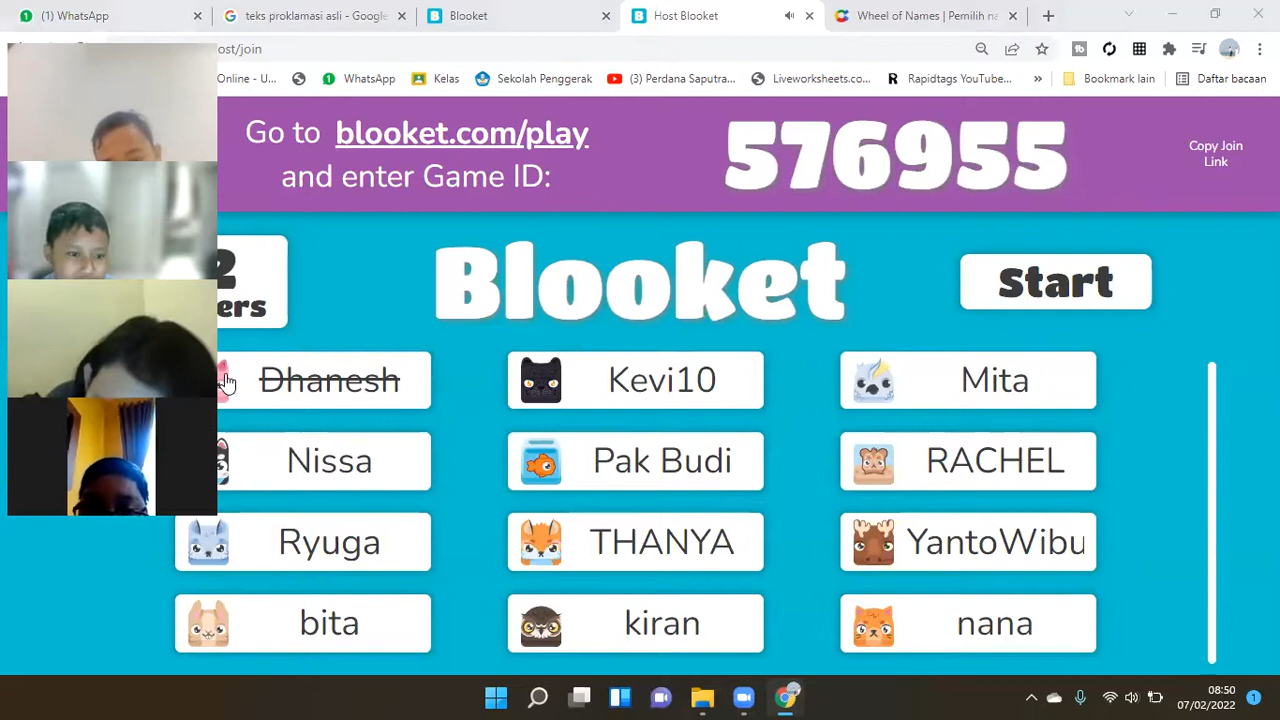 (1) WhatsApp
teks proklamasi asli - Google
Blooket
Host Blooket
Wheel of Names | Pemilih na
ost/join
Online - U...
WhatsApp
Kelas
Sekolah Penggerak
(3) Perdana Saputra...
Liveworksheets.co...
Rapidtags YouTube...
»
Bookmark lain
Daftar bacaan
Go to blooket.com/play
and enter Game ID:
576955
Copy Join
Link
2
ers
Blooket
Start
Dhanesh
Kevi10
Mita
Nissa
Pak Budi
RACHEL
Ryuga
THANYA
YantoWibu
bita
kiran
nana
08:50
07/02/2022
1